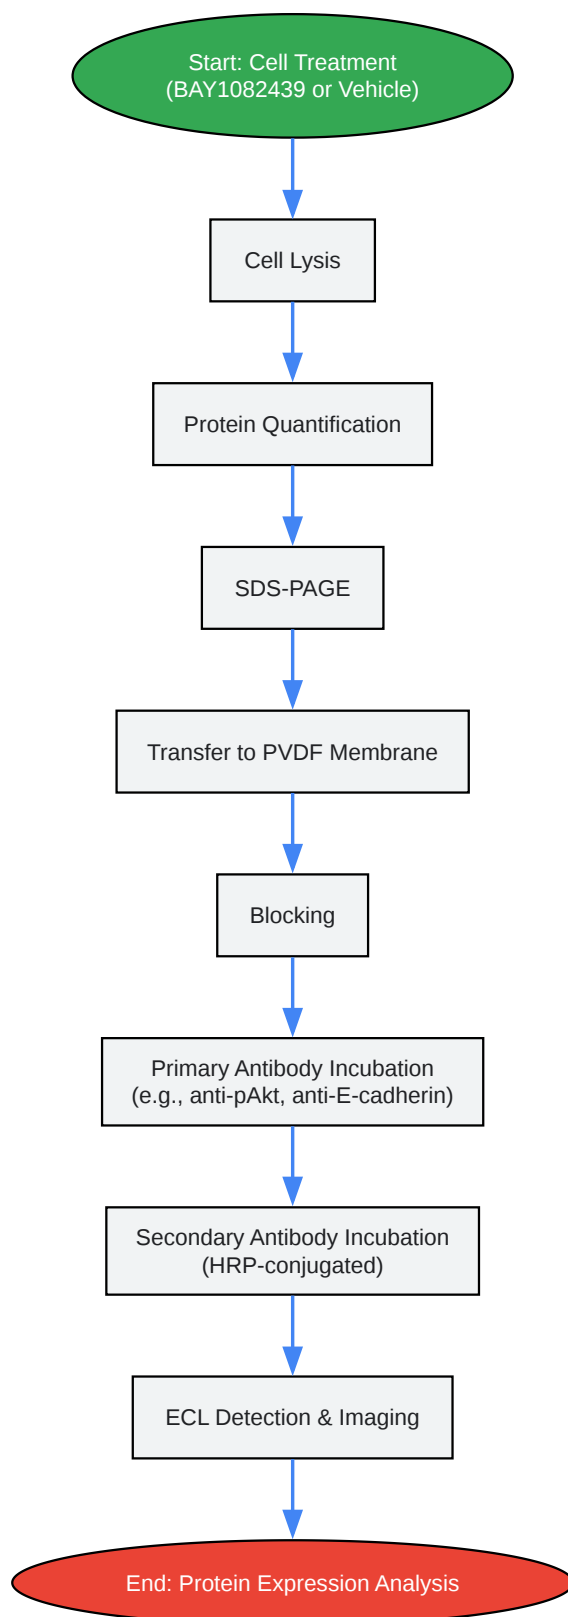 Start: Cell Treatment
(BAY1082439 or Vehicle)
Cell Lysis
Protein Quantification
SDS-PAGE
Transfer to PVDF Membrane
Blocking
Primary Antibody Incubation
(e.g., anti-pAkt, anti-E-cadherin)
Secondary Antibody Incubation
(HRP-conjugated)
ECL Detection & Imaging
End: Protein Expression Analysis